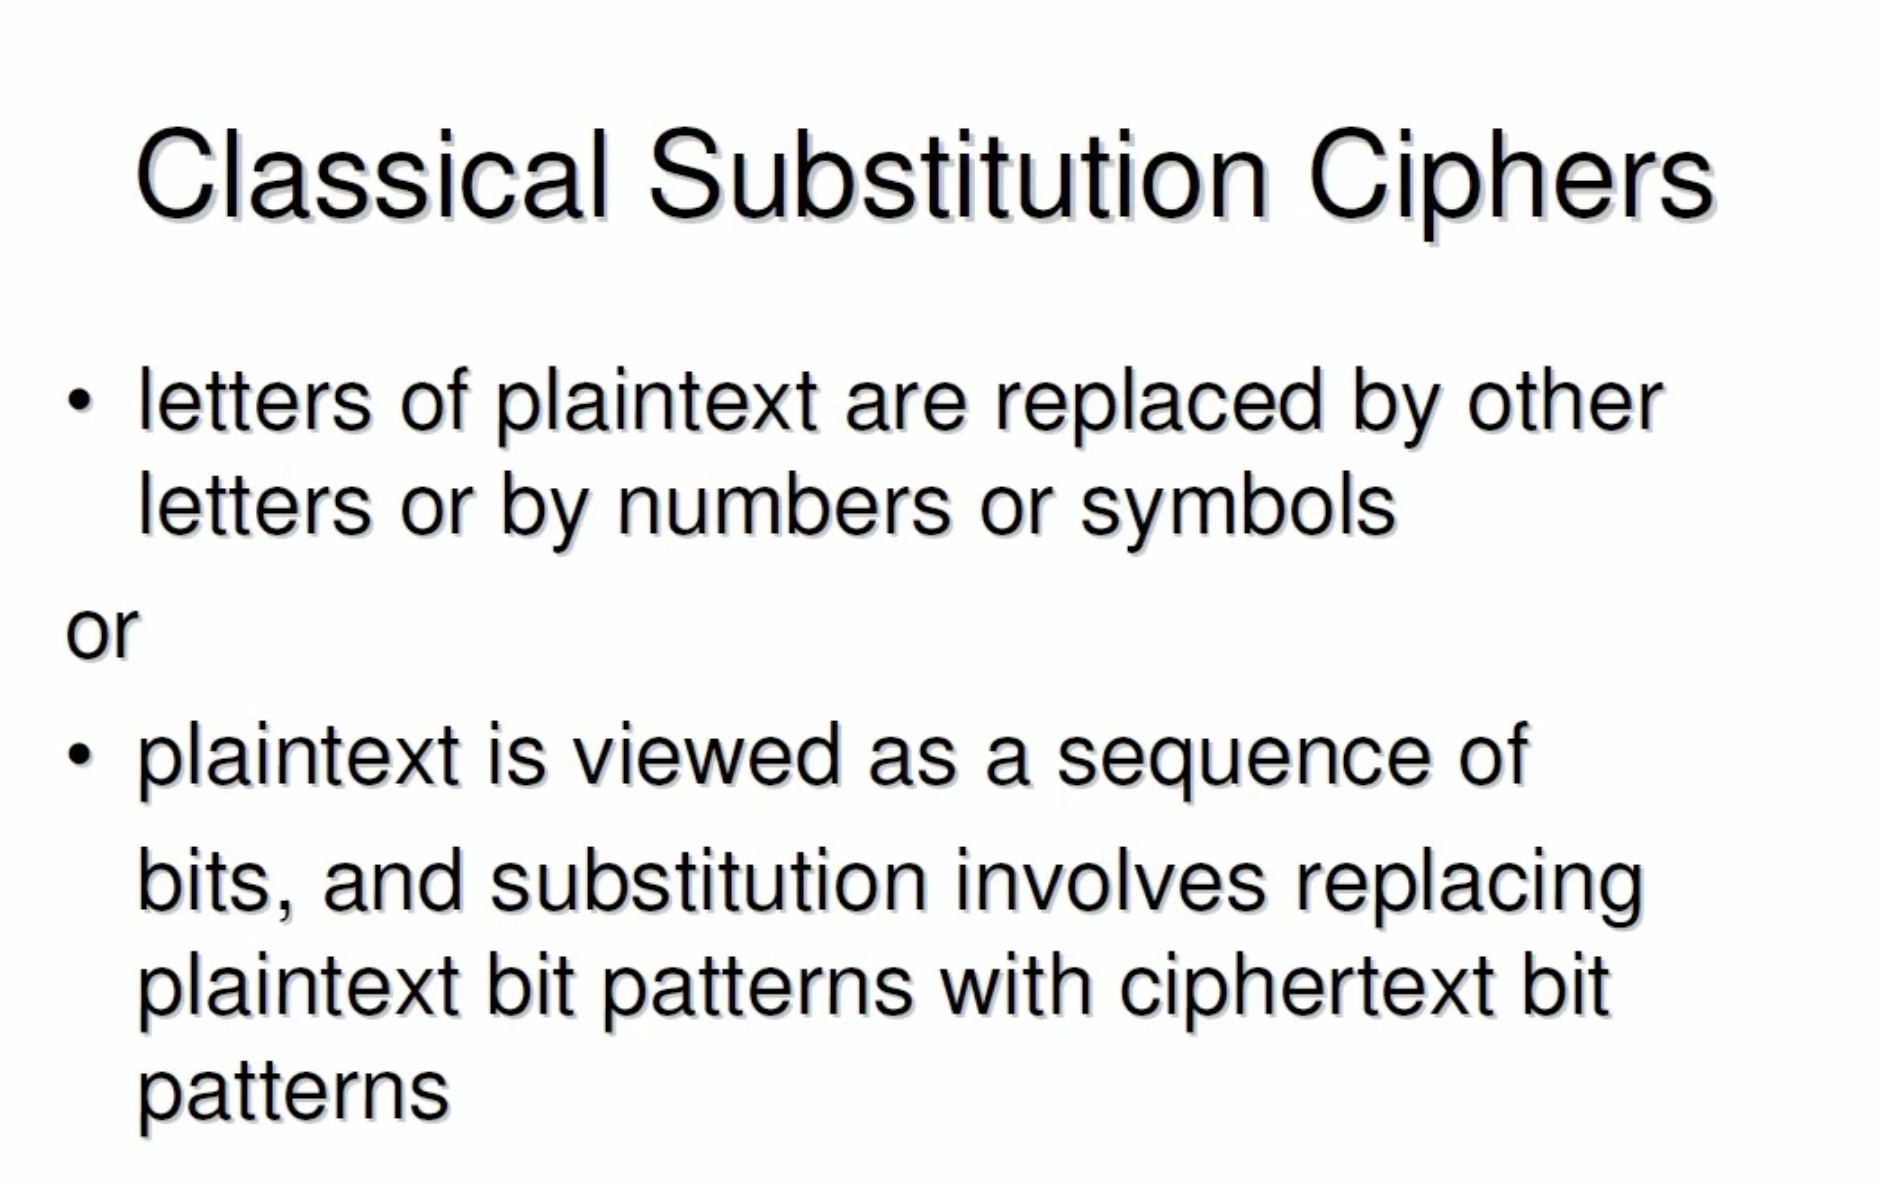 Classical Substitution Ciphers
• letters of plaintext are replaced by other
letters or by numbers or symbols
or
• plaintext is viewed as a sequence of
bits, and substitution involves replacing
plaintext bit patterns with ciphertext bit
patterns